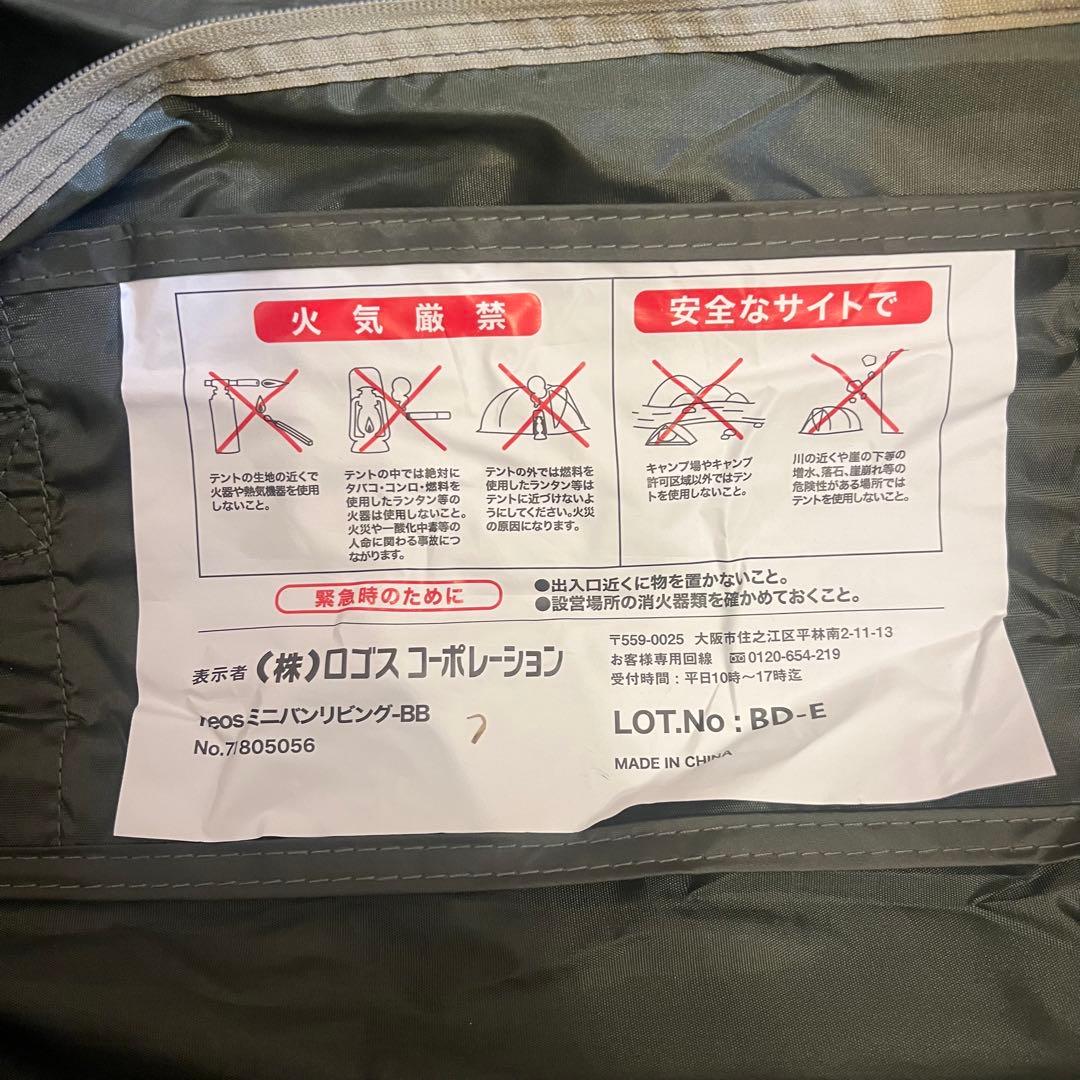 火気厳禁
安全なサイトで
テントの生地の近くで
火器や熱気機器を使用
しないこと。
テントの中では絶対に
タバコ・コンロ・燃料を
使用したランタン等の
火器は使用しないこと。
火災や一酸化中毒等の
人命に関わる事故につ
ながります。
テントの外では燃料を
使用したランタン等は
テントに近づけないよ
うにしてください。火災
の原因になります。
キャンプ場やキャンプ
許可区域以外ではテン
トを使用しないこと。
川の近くや崖の下等の
増水、落石、崖崩れ等の
危険性がある場所では
テントを使用しないこと。
緊急時のために
●出入口近くに物を置かないこと。
●設営場所の消火器類を確かめておくこと。
表示者 (株)ロゴス コーポレーション
〒559-0025 大阪市住之江区平林南2-11-13
お客様専用回線 0120-654-219
受付時間:平日10時～17時迄
reosミニバンリビング-BB
No.71805056
LOT.No : BD-E
MADE IN CHINA